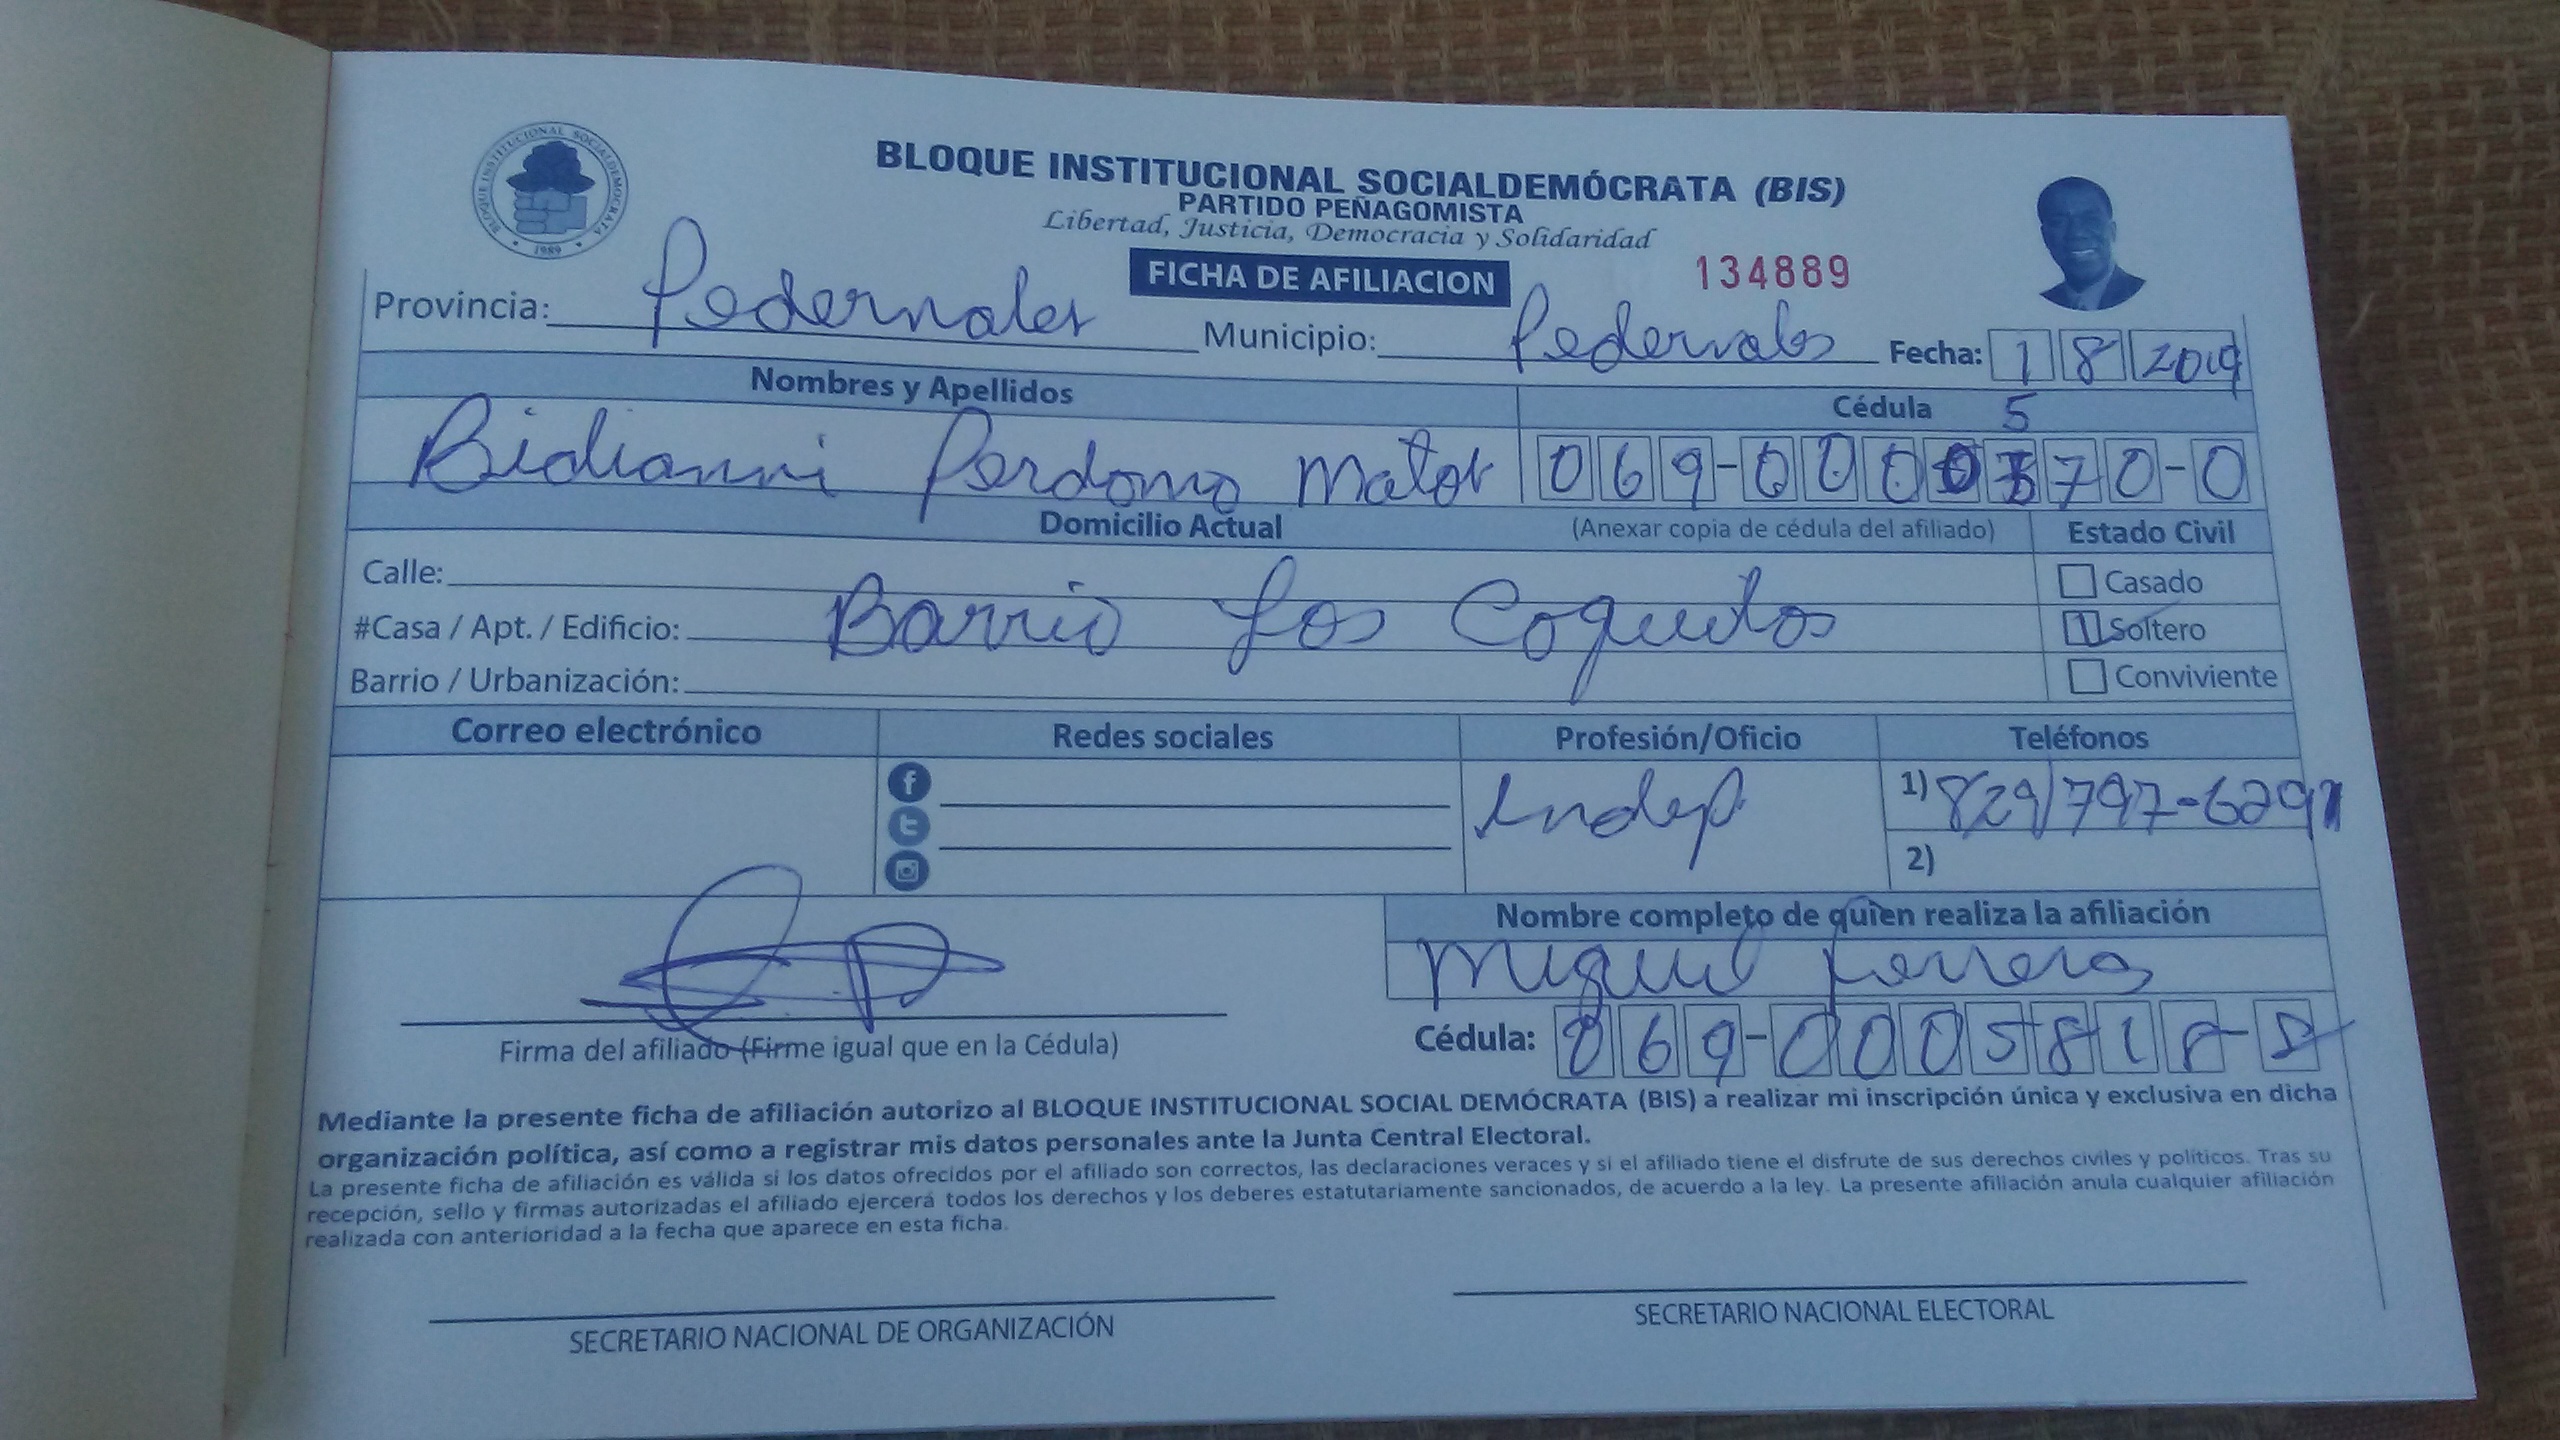 BLOQUE INSTITUCIONAL SOCIALDEMOCRATA
1989
BLOQUE INSTITUCIONAL SOCIALDEMÓCRATA (BIS)
PARTIDO PEÑAGOMISTA
Libertad, Justicia, Democracia y Solidaridad
FICHA DE AFILIACION
134889
Provincia: Pedernales Municipio: Pedernales Fecha: 1 8 2019
Nombres y Apellidos Cédula 5
Bidianni Perdomo Matos 069-0000 70-0
Domicilio Actual (Anexar copia de cédula del afiliado) Estado Civil
Calle: Casado
#Casa / Apt. / Edificio: Barrio Los Coquitos Soltero
Barrio / Urbanización: Conviviente
Correo electrónico Redes sociales Profesión/Oficio Teléfonos
Indep 1) 829/797-6291
2)
Nombre completo de quien realiza la afiliación
Miguel Ferreras
Firma del afiliado (Firme igual que en la Cédula) Cédula: 069-0005818-8
Mediante la presente ficha de afiliación autorizo al BLOQUE INSTITUCIONAL SOCIAL DEMÓCRATA (BIS) a realizar mi inscripción única y exclusiva en dicha
organización política, así como a registrar mis datos personales ante la Junta Central Electoral.
La presente ficha de afiliación es válida si los datos ofrecidos por el afiliado son correctos, las declaraciones veraces y si el afiliado tiene el disfrute de sus derechos civiles y políticos. Tras su
recepción, sello y firmas autorizadas el afiliado ejercerá todos los derechos y los deberes estatutariamente sancionados, de acuerdo a la ley. La presente afiliación anula cualquier afiliación
realizada con anterioridad a la fecha que aparece en esta ficha.
SECRETARIO NACIONAL DE ORGANIZACIÓN SECRETARIO NACIONAL ELECTORAL